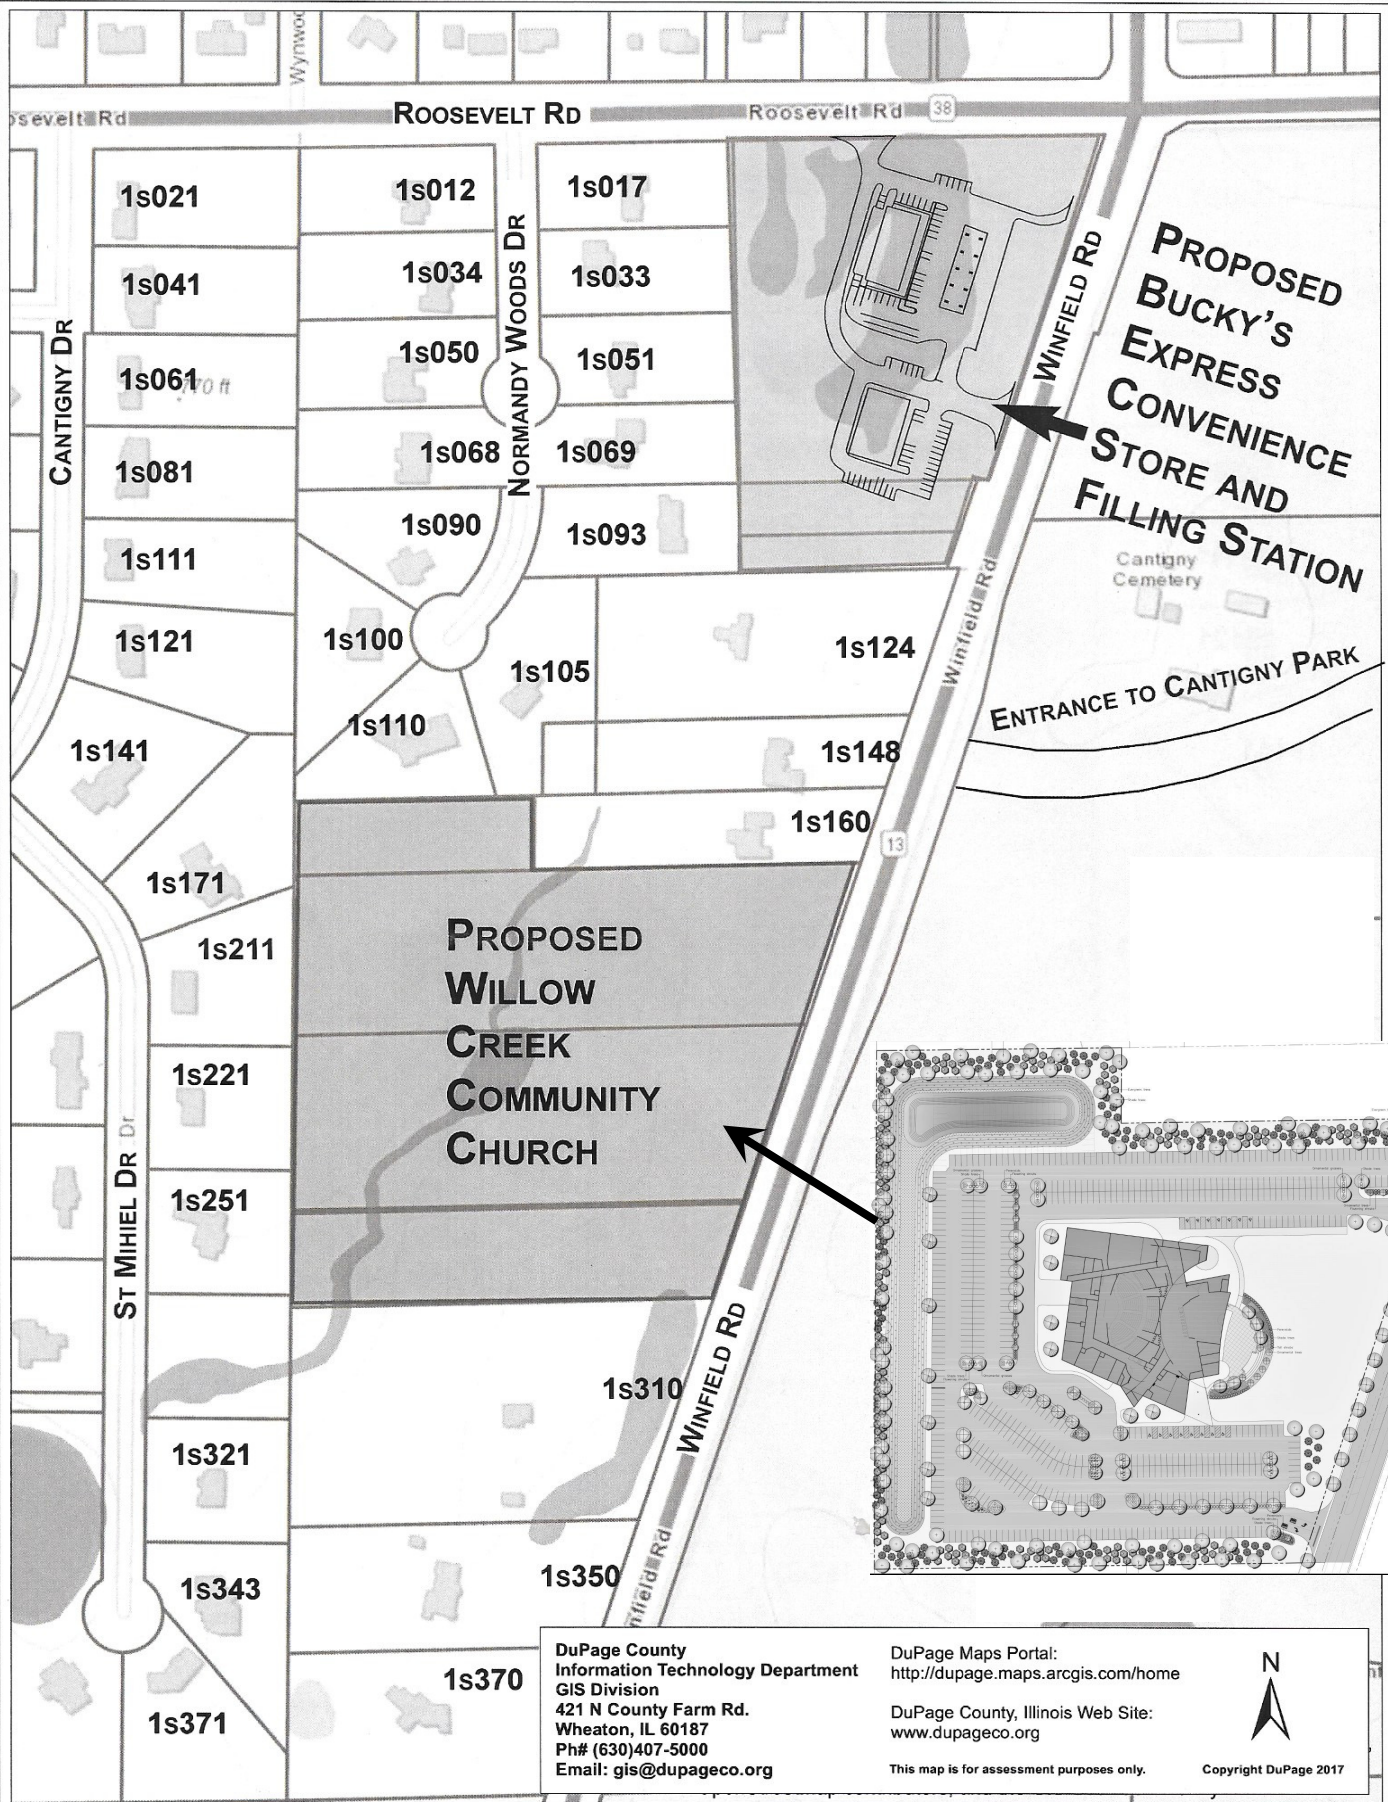 Wynwoo
osevelt Rd
ROOSEVELT RD
Roosevelt Rd
38
1s021
1s012
1s017
1s041
1s034
1s033
1s061
770 ft
1s050
1s051
1s081
1s068
1s069
1s111
1s090
1s093
1s121
1s100
1s105
1s124
1s141
1s110
1s148
1s160
13
1s171
1s211
1s221
1s251
1s310
1s321
1s343
1s350
1s370
1s371
CANTIGNY DR
NORMANDY WOODS DR
WINFIELD RD
Winfield Rd
WINFIELD RD
nfield Rd
ST MIHIEL DR
Dr
PROPOSED
BUCKY'S
EXPRESS
CONVENIENCE
STORE AND
FILLING STATION
Cantigny
Cemetery
ENTRANCE TO CANTIGNY PARK
PROPOSED
WILLOW
CREEK
COMMUNITY
CHURCH
DuPage County
Information Technology Department
GIS Division
421 N County Farm Rd.
Wheaton, IL 60187
Ph# (630)407-5000
Email: gis@dupageco.org
DuPage Maps Portal:
http://dupage.maps.arcgis.com/home
DuPage County, Illinois Web Site:
www.dupageco.org
This map is for assessment purposes only.
N
Copyright DuPage 2017